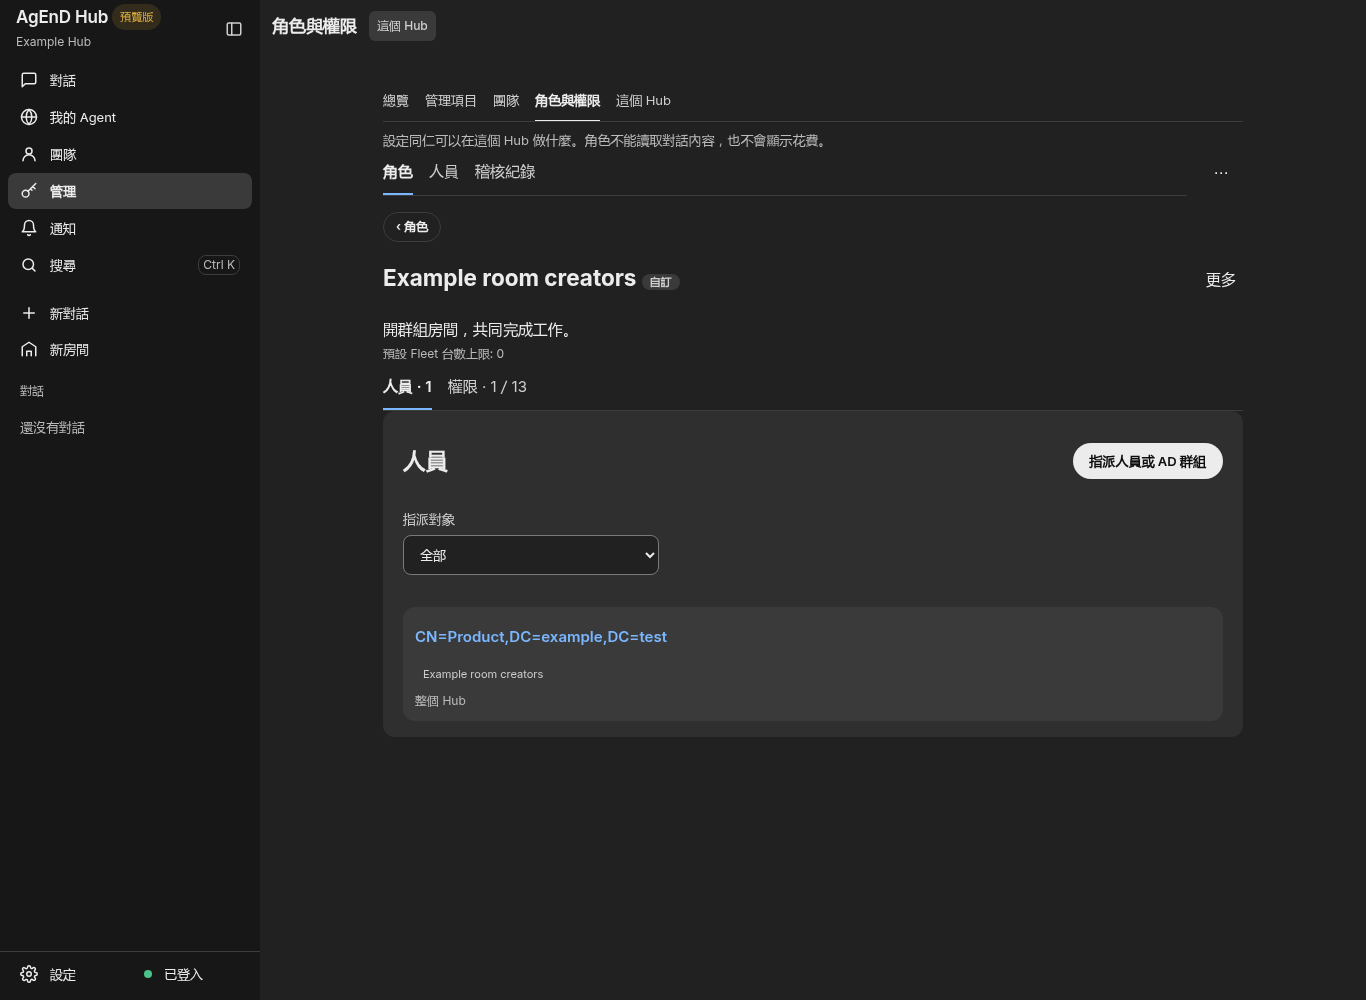 AgEnD Hub 預覽版
Example Hub
對話
我的 Agent
團隊
管理
通知
搜尋 Ctrl K
新對話
新房間
對話
還沒有對話
設定 已登入
角色與權限 這個 Hub
總覽 管理項目 團隊 角色與權限 這個 Hub
設定同仁可以在這個 Hub 做什麼。角色不能讀取對話內容，也不會顯示花費。
角色 人員 稽核紀錄 ...
‹ 角色
Example room creators 自訂 更多
開群組房間，共同完成工作。
預設 Fleet 台數上限: 0
人員 · 1 權限 · 1 / 13
人員 指派人員或 AD 群組
指派對象
全部
CN=Product,DC=example,DC=test
Example room creators
整個 Hub